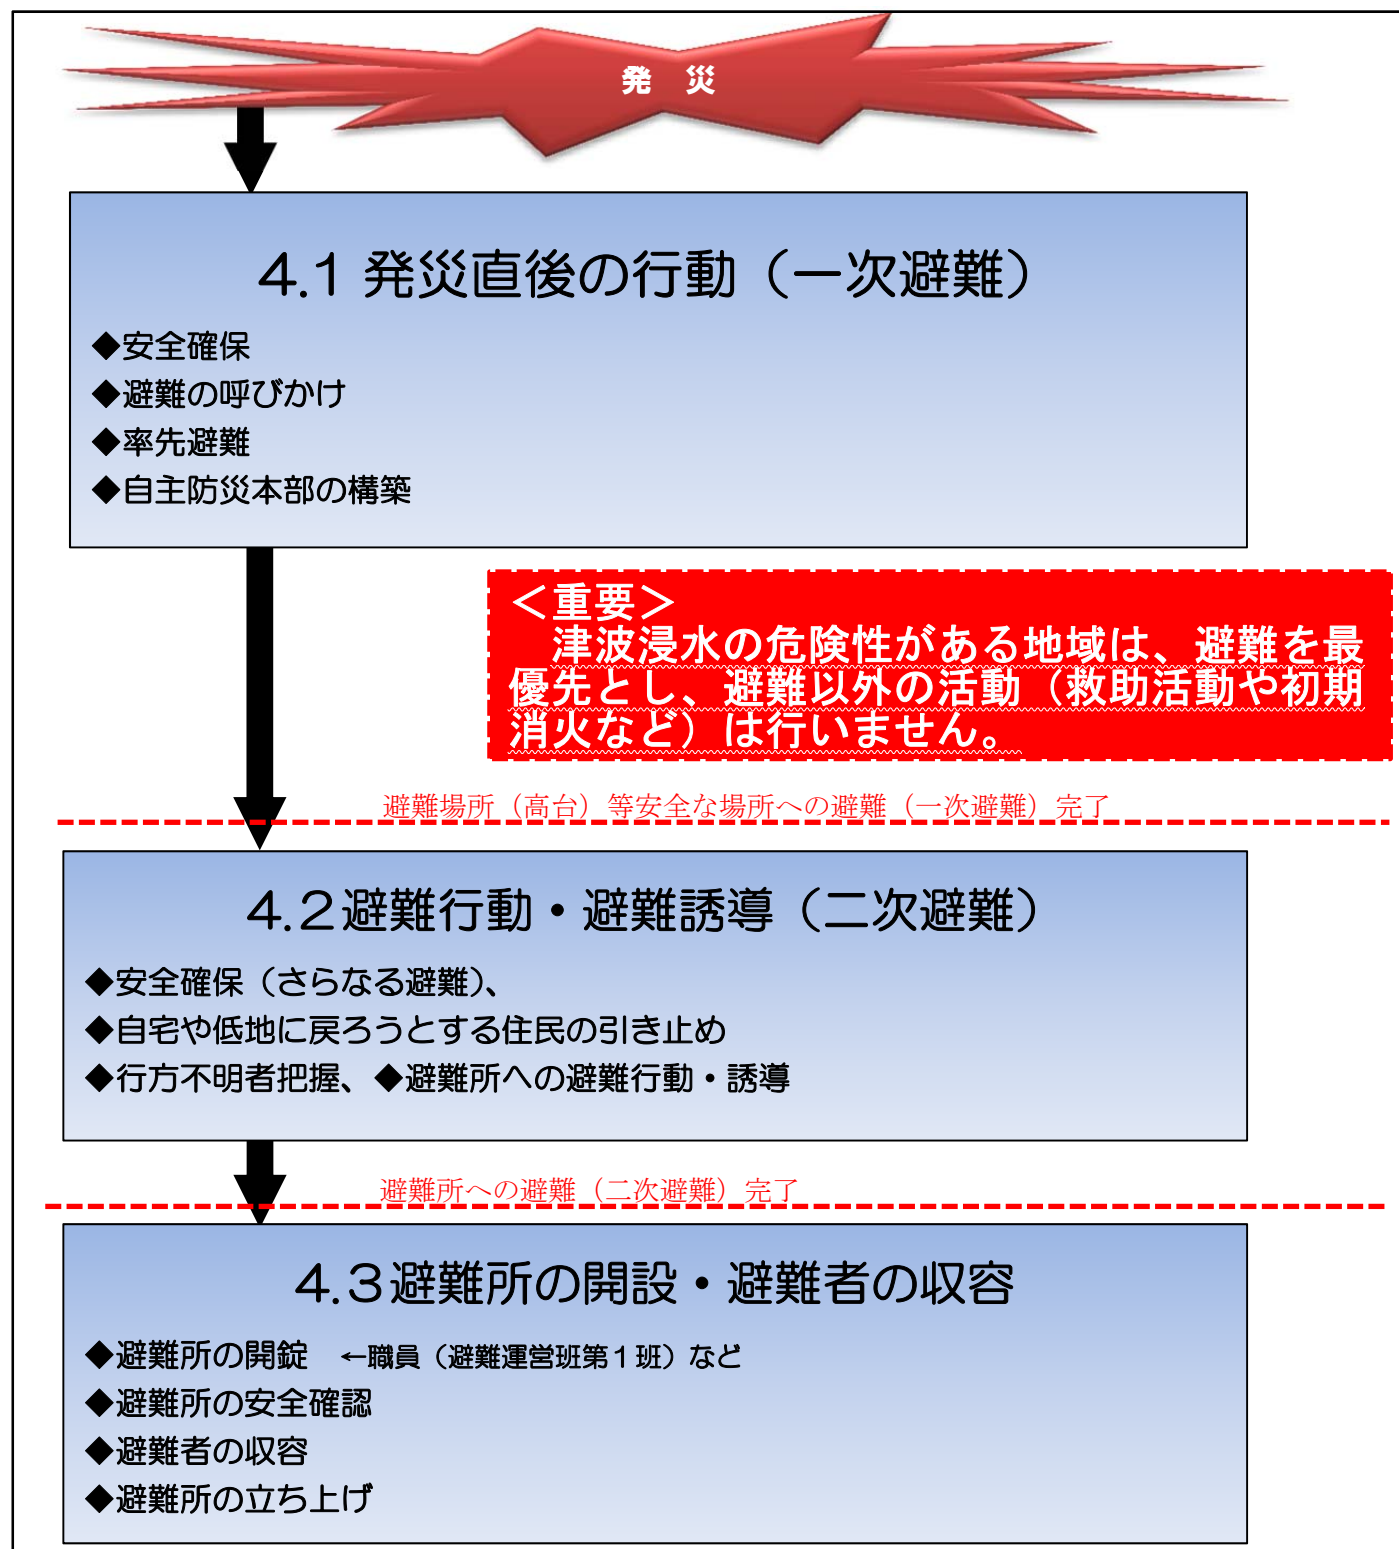 発 災
4.1 発災直後の行動（一次避難）
◆安全確保
◆避難の呼びかけ
◆率先避難
◆自主防災本部の構築
＜重要＞
津波浸水の危険性がある地域は、避難を最
優先とし、避難以外の活動（救助活動や初期
消火など）は行いません。
避難場所（高台）等安全な場所への避難（一次避難）完了
4.2避難行動・避難誘導（二次避難）
◆安全確保（さらなる避難）、
◆自宅や低地に戻ろうとする住民の引き止め
◆行方不明者把握、◆避難所への避難行動・誘導
避難所への避難（二次避難）完了
4.3避難所の開設・避難者の収容
◆避難所の開錠　←職員（避難運営班第１班）など
◆避難所の安全確認
◆避難者の収容
◆避難所の立ち上げ